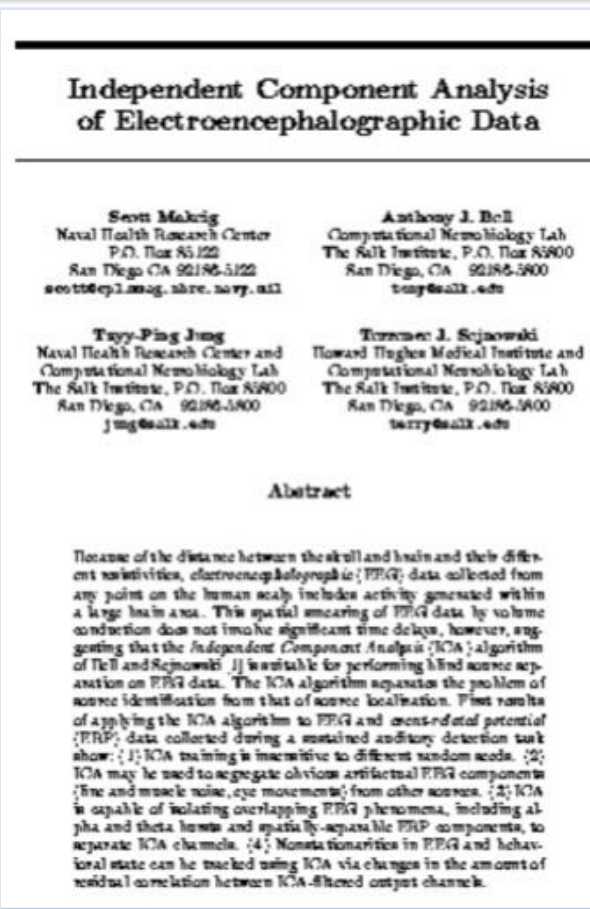 Independent Component Analysis
of Electroencephalographic Data
Scott Makeig
Naval Health Research Center
P.O. Box 85122
San Diego CA 92186-5122
Anthony J. Bell
Computational Neurobiology Lab
The Salk Institute, P.O. Box 85800
San Diego, CA 92186-5800
tony@salk.edu
Tzyy-Ping Jung
Naval Health Research Center and
Computational Neurobiology Lab
The Salk Institute, P.O. Box 85800
San Diego, CA 92186-5800
jung@salk.edu
Terrence J. Sejnowski
Howard Hughes Medical Institute and
Computational Neurobiology Lab
The Salk Institute, P.O. Box 85800
San Diego, CA 92186-5800
terry@salk.edu
Abstract
Because of the distance between the skull and brain and their differ-
ent resistivities, electroencephalographic (EEG) data collected from
any point on the human scalp includes activity generated within
a large brain area. This spatial smearing of EEG data by volume
conduction does not involve significant time delays, however, sug-
gesting that the Independent Component Analysis (ICA) algorithm
of Bell and Sejnowski [1] is suitable for performing blind source sep-
aration on EEG data. The ICA algorithm separates the problem of
source identification from that of source localization. First results
of applying the ICA algorithm to EEG and event-related potential
(ERP) data collected during a sustained auditory detection task
show: (1) ICA training is insensitive to different random seeds. (2)
ICA may be used to segregate obvious artifactual EEG components
(line and muscle noise, eye movements) from other sources. (3) ICA
is capable of isolating overlapping EEG phenomena, including al-
pha and theta bursts and spatially-separable ERP components, to
separate ICA channels. (4) Nonstationarities in EEG and behav-
ioral state can be tracked using ICA via changes in the amount of
residual correlation between ICA-filtered output channels.